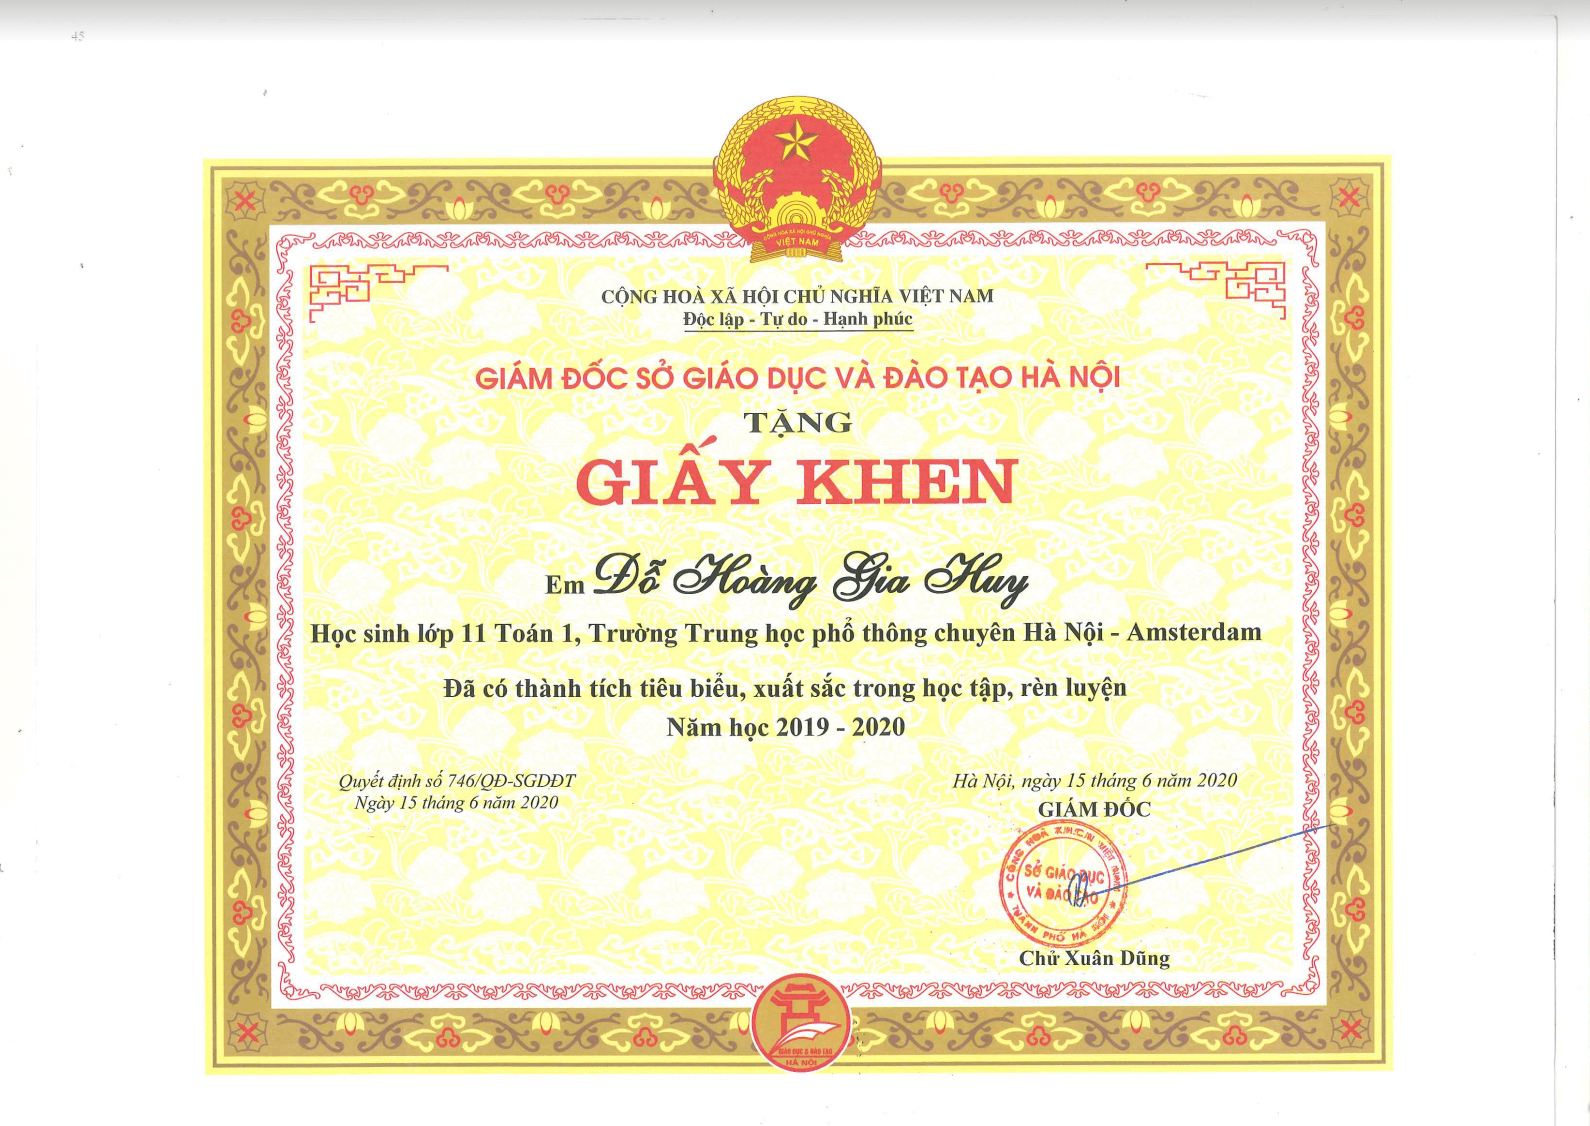 45
CỘNG HÒA XÃ HỘI CHỦ NGHĨA
VIỆT NAM
CỘNG HOÀ XÃ HỘI CHỦ NGHĨA VIỆT NAM
Độc lập - Tự do - Hạnh phúc
GIÁM ĐỐC SỞ GIÁO DỤC VÀ ĐÀO TẠO HÀ NỘI
TẶNG
GIẤY KHEN
Em Đỗ Hoàng Gia Huy
Học sinh lớp 11 Toán 1, Trường Trung học phổ thông chuyên Hà Nội - Amsterdam
Đã có thành tích tiêu biểu, xuất sắc trong học tập, rèn luyện
Năm học 2019 - 2020
Quyết định số 746/QĐ-SGDĐT
Ngày 15 tháng 6 năm 2020
Hà Nội, ngày 15 tháng 6 năm 2020
GIÁM ĐỐC
CỘNG HOÀ X.H.C.N VIỆT NAM
SỞ GIÁO DỤC
VÀ ĐÀO TẠO
THÀNH PHỐ HÀ NỘI
Chử Xuân Dũng
GIÁO DỤC & ĐÀO TẠO
HÀ NỘI